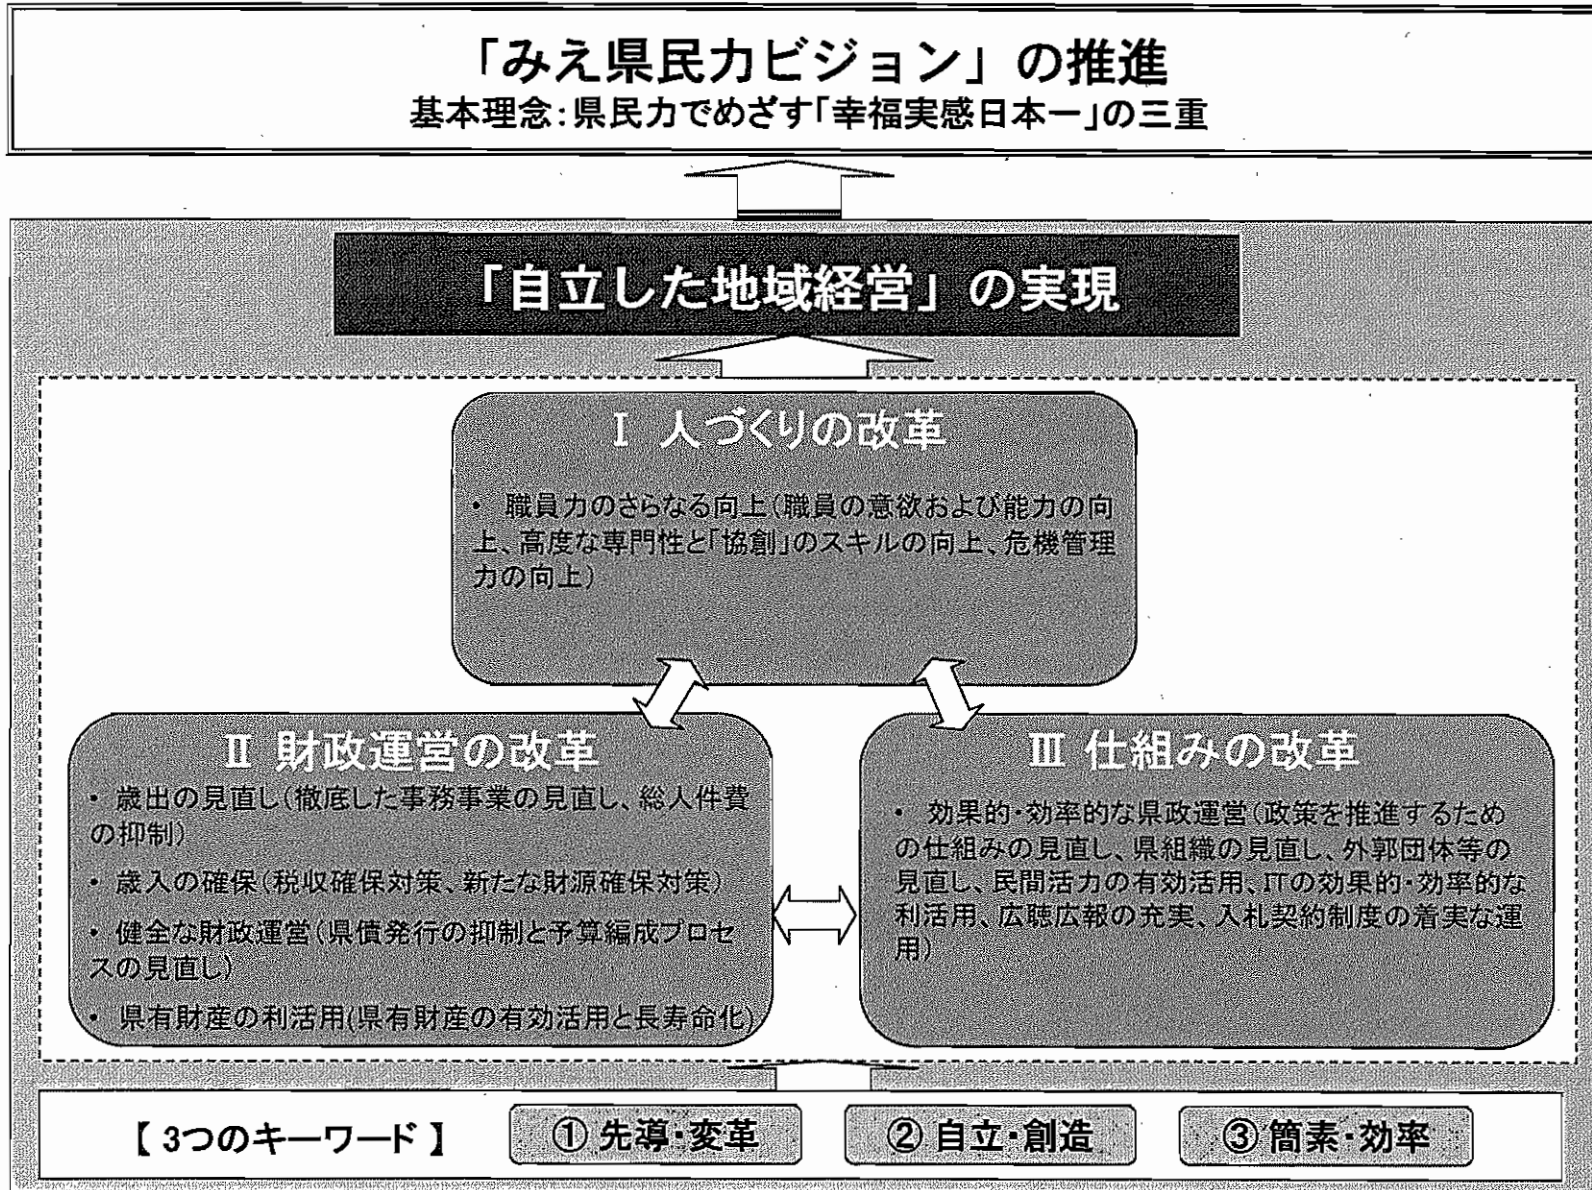 「みえ県民力ビジョン」の推進
基本理念：県民力でめざす「幸福実感日本一」の三重
「自立した地域経営」の実現
Ⅰ 人づくりの改革
・ 職員力のさらなる向上（職員の意欲および能力の向
上、高度な専門性と「協創」のスキルの向上、危機管理
力の向上）
Ⅱ 財政運営の改革
・ 歳出の見直し（徹底した事務事業の見直し、総人件費
の抑制）
・ 歳入の確保（税収確保対策、新たな財源確保対策）
・ 健全な財政運営（県債発行の抑制と予算編成プロセ
スの見直し）
・ 県有財産の利活用(県有財産の有効活用と長寿命化)
Ⅲ 仕組みの改革
・ 効果的・効率的な県政運営（政策を推進するため
の仕組みの見直し、県組織の見直し、外郭団体等の
見直し、民間活力の有効活用、ITの効果的・効率的な
利活用、広聴広報の充実、入札契約制度の着実な運
用）
【 3つのキーワード 】
① 先導・変革
② 自立・創造
③ 簡素・効率